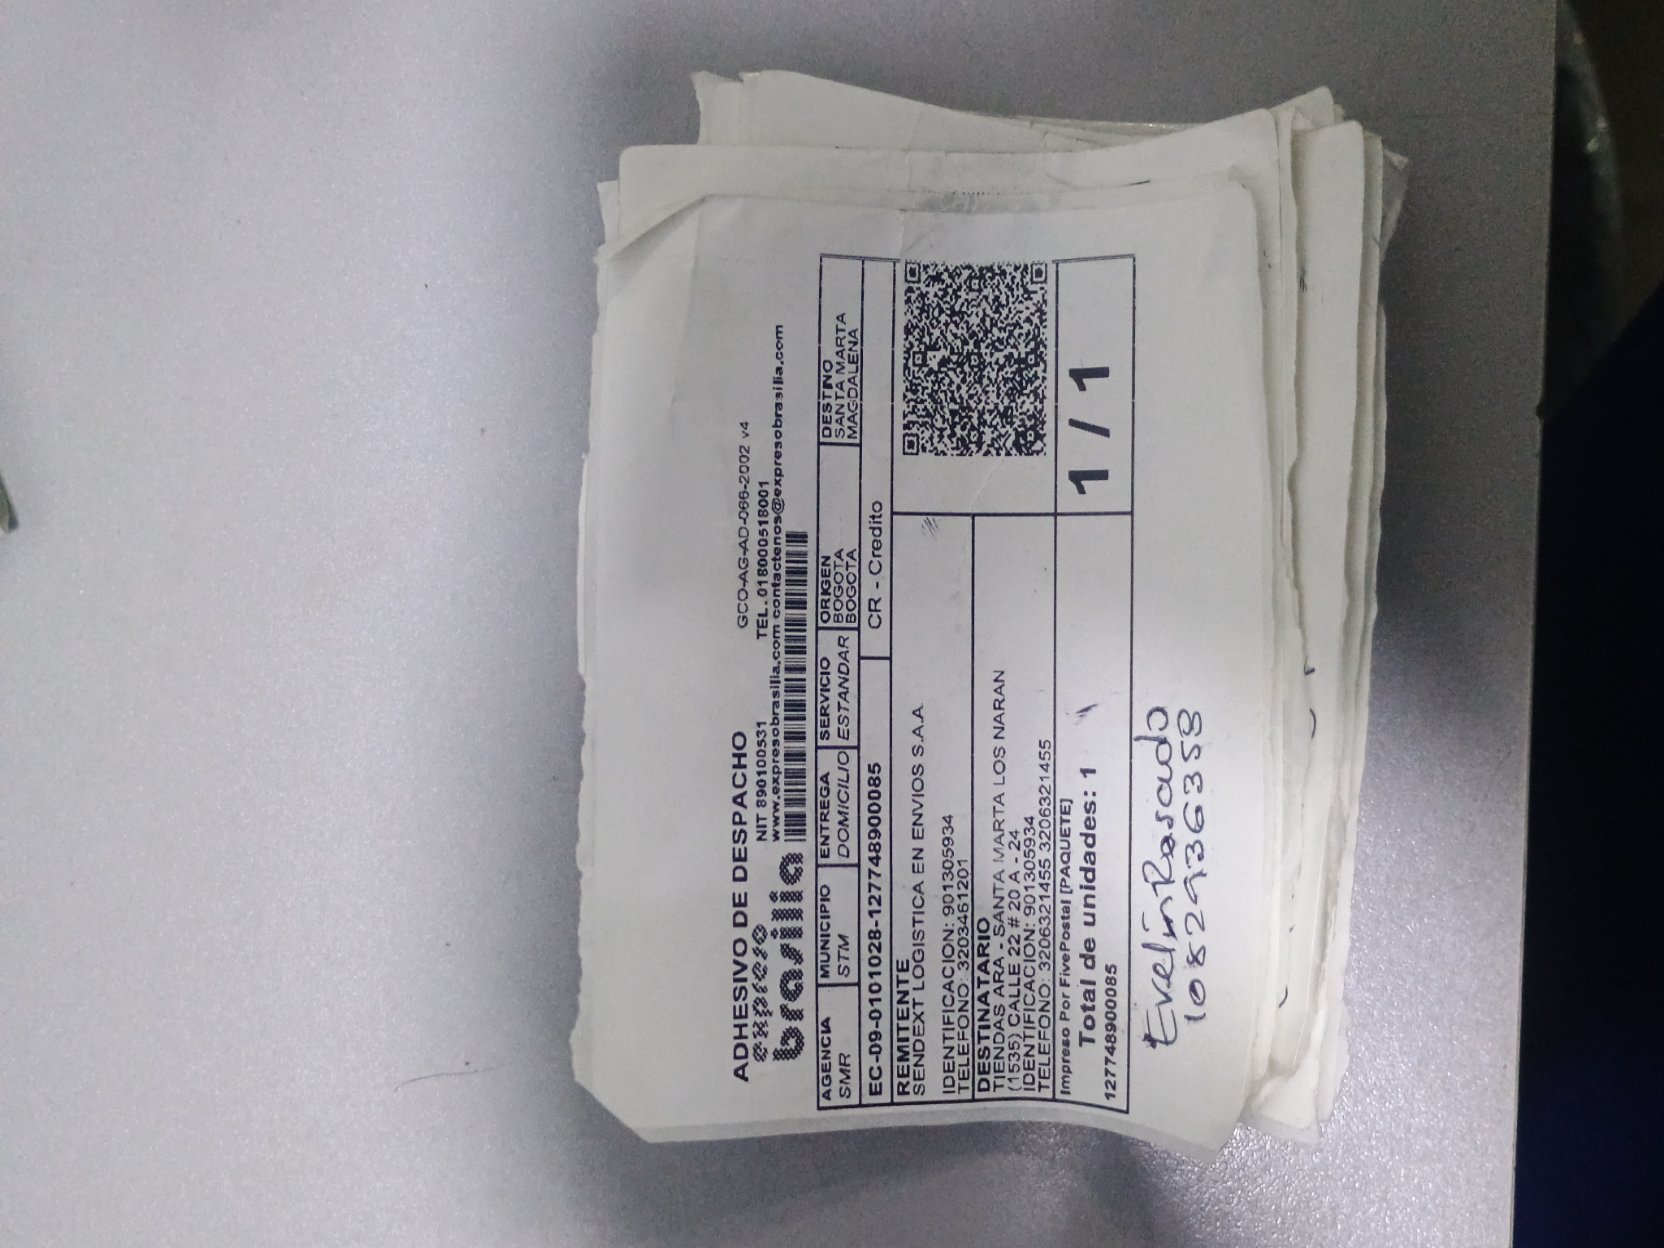 ADHESIVO DE DESPACHO
GCO-AG-AD-066-2002 v4
expreso
brasilia
NIT 890100531 TEL. 018000518001
www.expresobrasilia.com contactenos@expresobrasilia.com
AGENCIA MUNICIPIO ENTREGA SERVICIO ORIGEN DESTINO
SMR STM DOMICILIO ESTANDAR BOGOTA SANTA MARTA
BOGOTA MAGDALENA
EC-09-0101028-127748900085 CR - Credito
REMITENTE
SENDEXT LOGISTICA EN ENVIOS S.A.A
IDENTIFICACION: 901305934
TELEFONO: 3203461201
DESTINATARIO
TIENDAS ARA - SANTA MARTA LOS NARAN
(1535) CALLE 22 # 20 A - 24
IDENTIFICACION: 901305934
TELEFONO: 3206321455 3206321455
Impreso Por FivePostal [PAQUETE]
Total de unidades: 1
1 / 1
127748900085
Evelin Rosado
1082936358